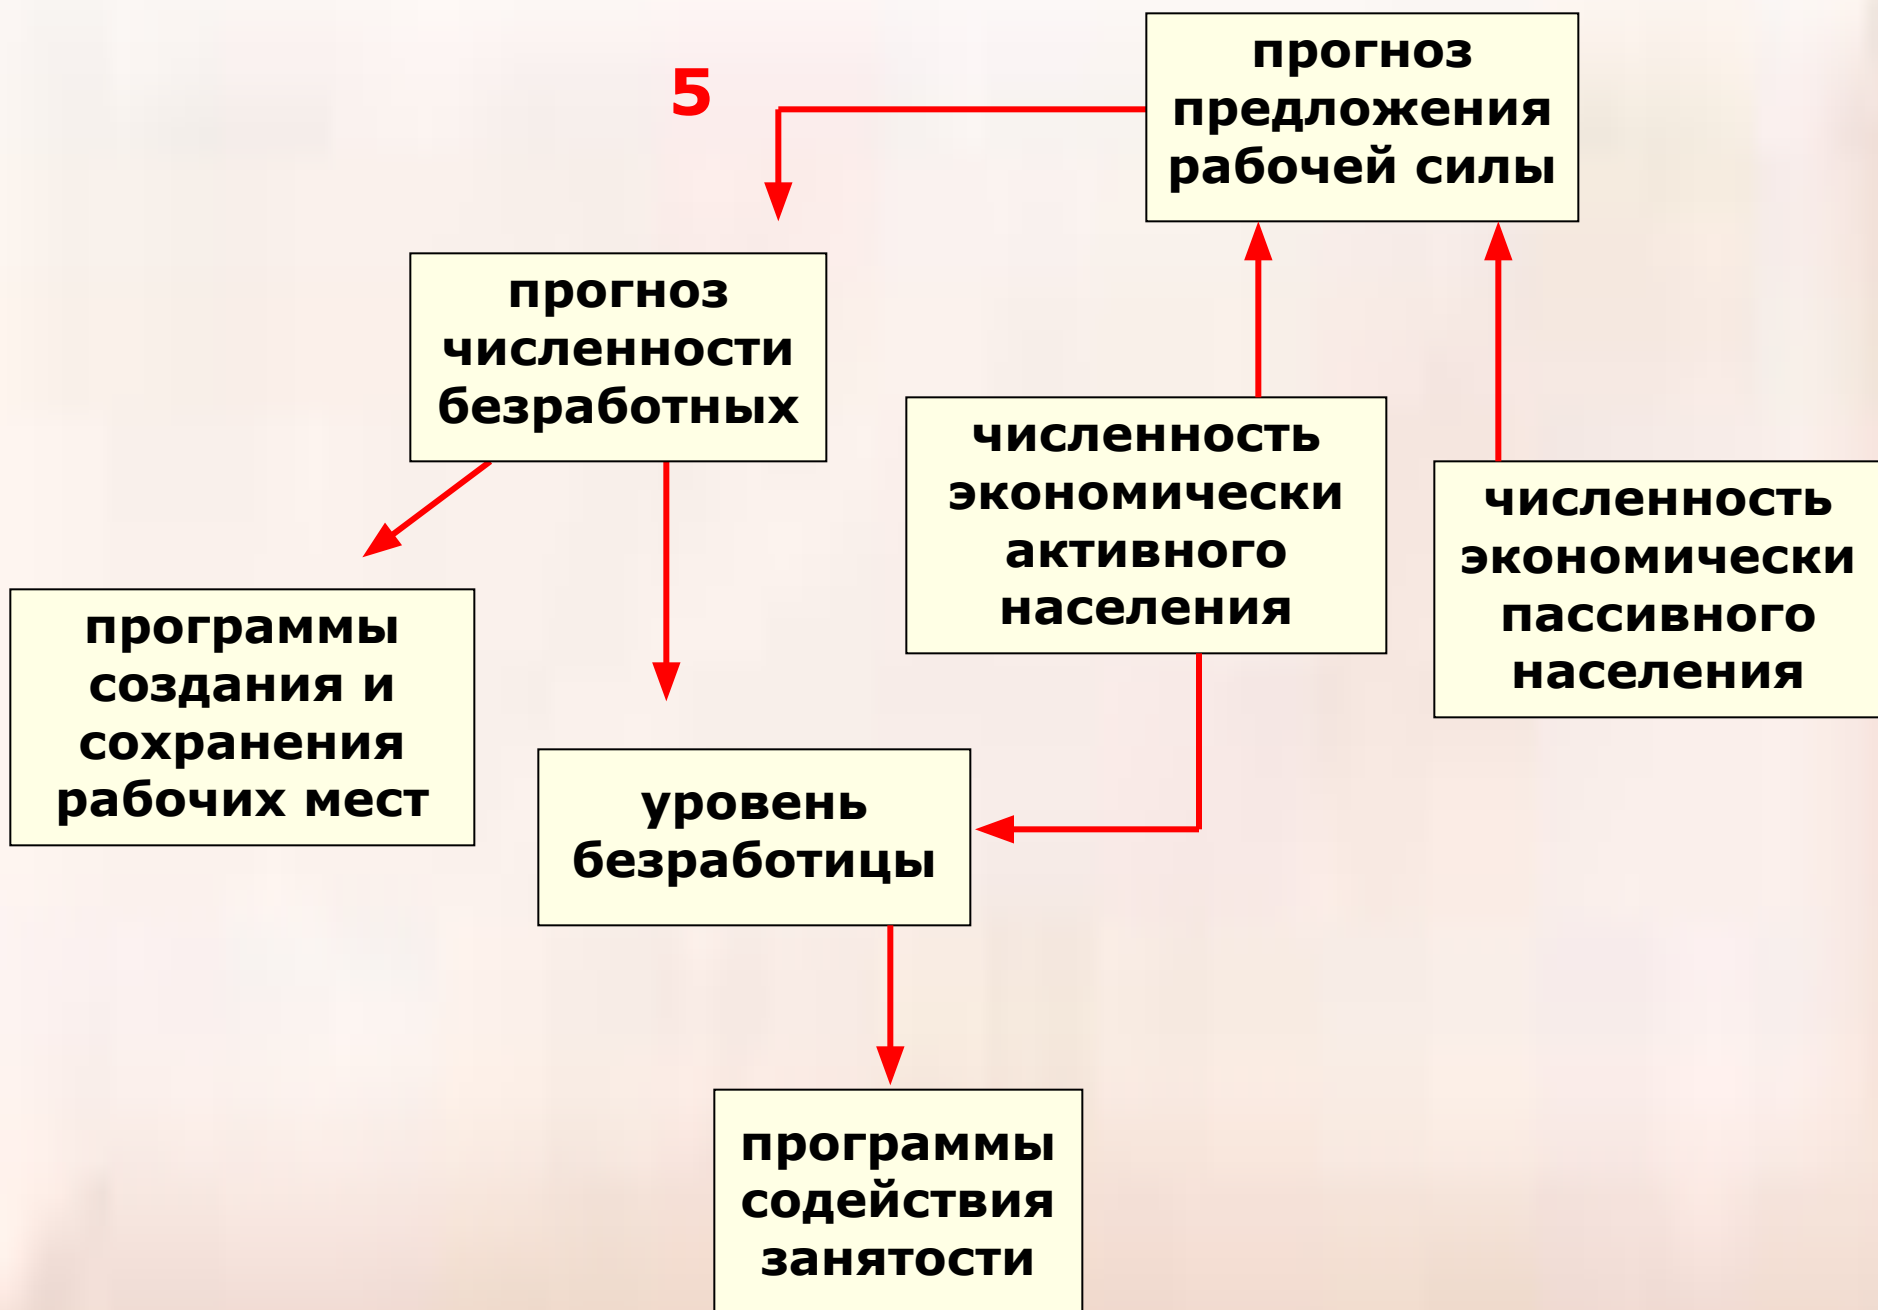 прогноз
предложения
рабочей силы
5
прогноз
численности
безработных
численность
экономически
активного
населения
численность
экономически
пассивного
населения
программы
создания и
сохранения
рабочих мест
уровень
безработицы
программы
содействия
занятости